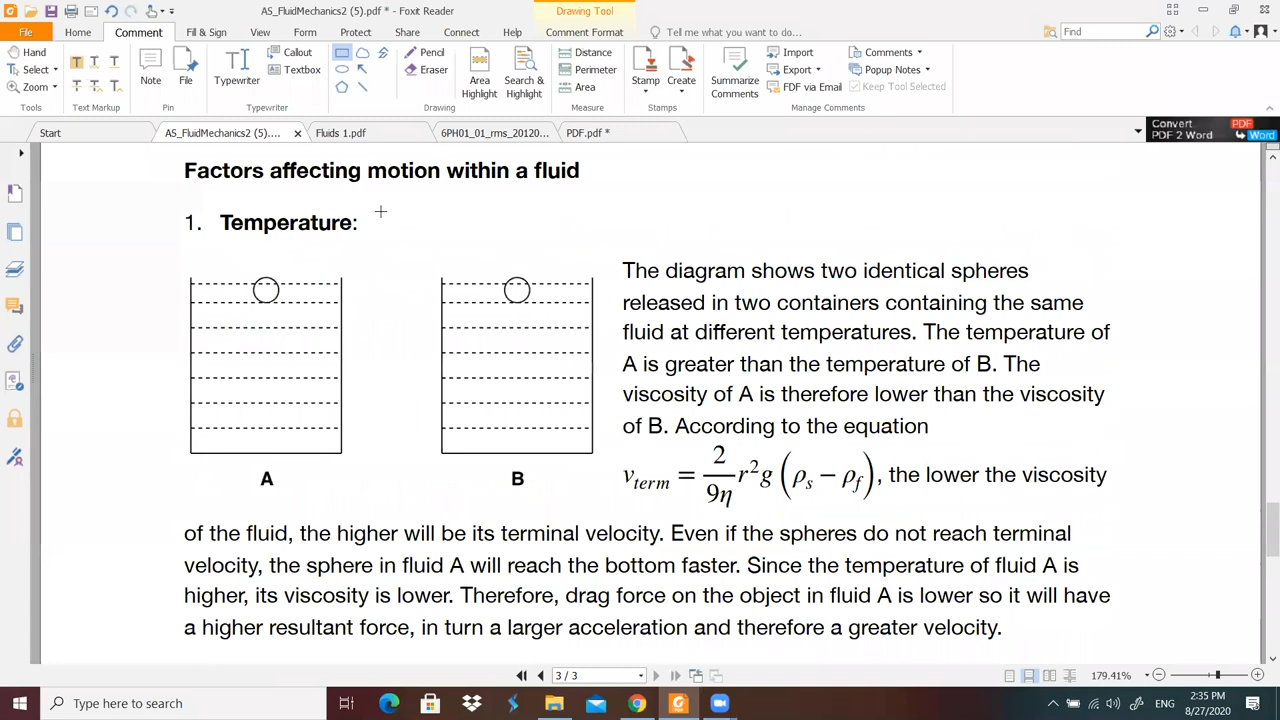 AS_FluidMechanics2 (5).pdf * - Foxit Reader
Drawing Tool
File Home Comment Fill & Sign View Form Protect Share Connect Help Comment Format Tell me what you want to do... Find
Hand
Select
Zoom
Tools
T T T
T T T
Text Markup
Note
File
Pin
Typewriter
Callout
Textbox
Typewriter
Pencil
Eraser
Drawing
Area Highlight
Search & Highlight
Distance
Perimeter
Area
Measure
Stamp
Create
Stamps
Summarize Comments
Import
Export
FDF via Email
Comments
Popup Notes
Keep Tool Selected
Manage Comments
Start AS_FluidMechanics2 (5).... Fluids 1.pdf 6PH01_01_rms_20120... PDF.pdf *
Convert PDF
PDF 2 Word Word
Factors affecting motion within a fluid
1. Temperature:
A
B
The diagram shows two identical spheres
released in two containers containing the same
fluid at different temperatures. The temperature of
A is greater than the temperature of B. The
viscosity of A is therefore lower than the viscosity
of B. According to the equation
v_term = 2/9η r² g (ρ_s − ρ_f), the lower the viscosity
of the fluid, the higher will be its terminal velocity. Even if the spheres do not reach terminal
velocity, the sphere in fluid A will reach the bottom faster. Since the temperature of fluid A is
higher, its viscosity is lower. Therefore, drag force on the object in fluid A is lower so it will have
a higher resultant force, in turn a larger acceleration and therefore a greater velocity.
3 / 3
179.41%
Type here to search
ENG
2:35 PM
8/27/2020